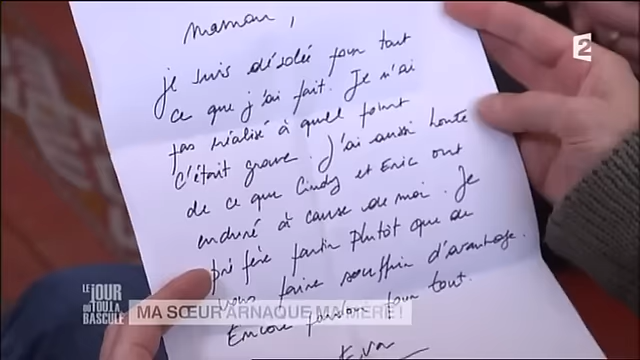 Maman,
je suis désolée pour tout
ce que j'ai fait. Je n'ai
pas réalisé à quel point
c'était grave. J'ai aussi honte
de ce que Cindy et Eric ont
enduré à cause de moi. Je
préfère partir plutôt que de
vous faire souffrir d'avantage.
Encore pardon pour tout.
2
LE JOUR
OÙ TOUT A
BASCULÉ
MA SŒUR ARNAQUE MA MÈRE !